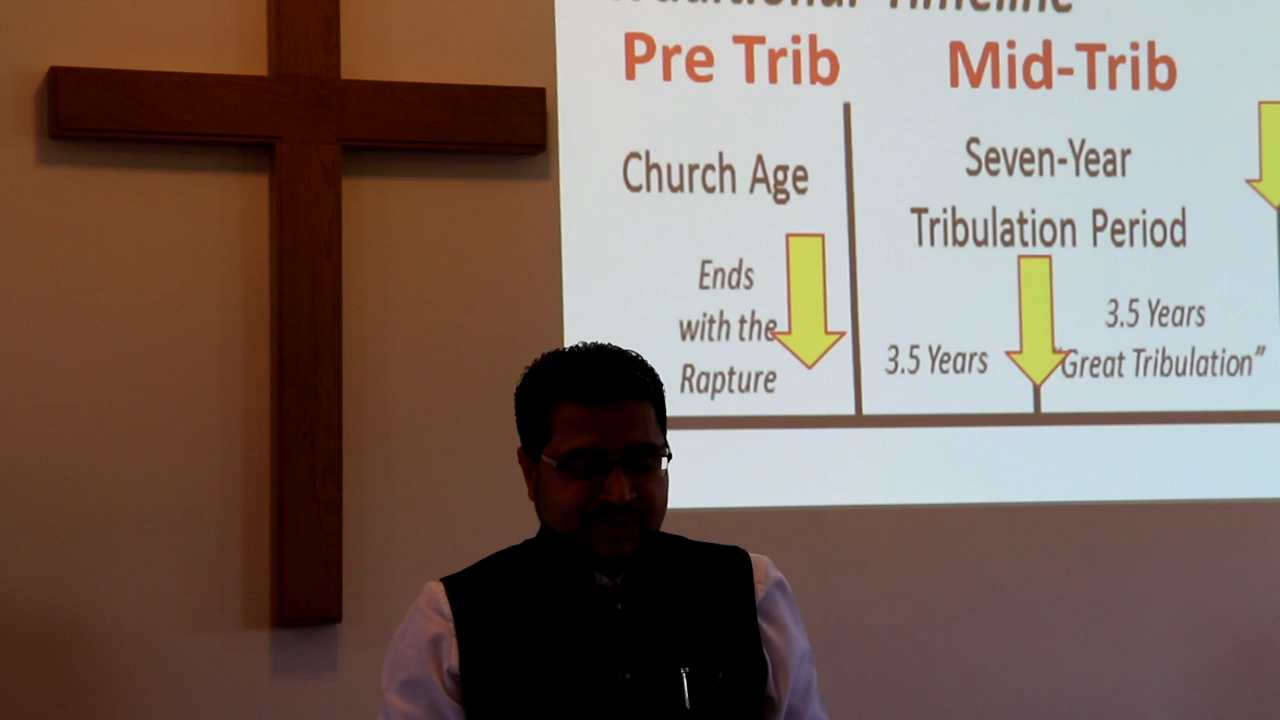 Timeline
Pre Trib
Mid-Trib
Church Age
Ends
with the
Rapture
Seven-Year
Tribulation Period
3.5 Years
3.5 Years
“Great Tribulation”